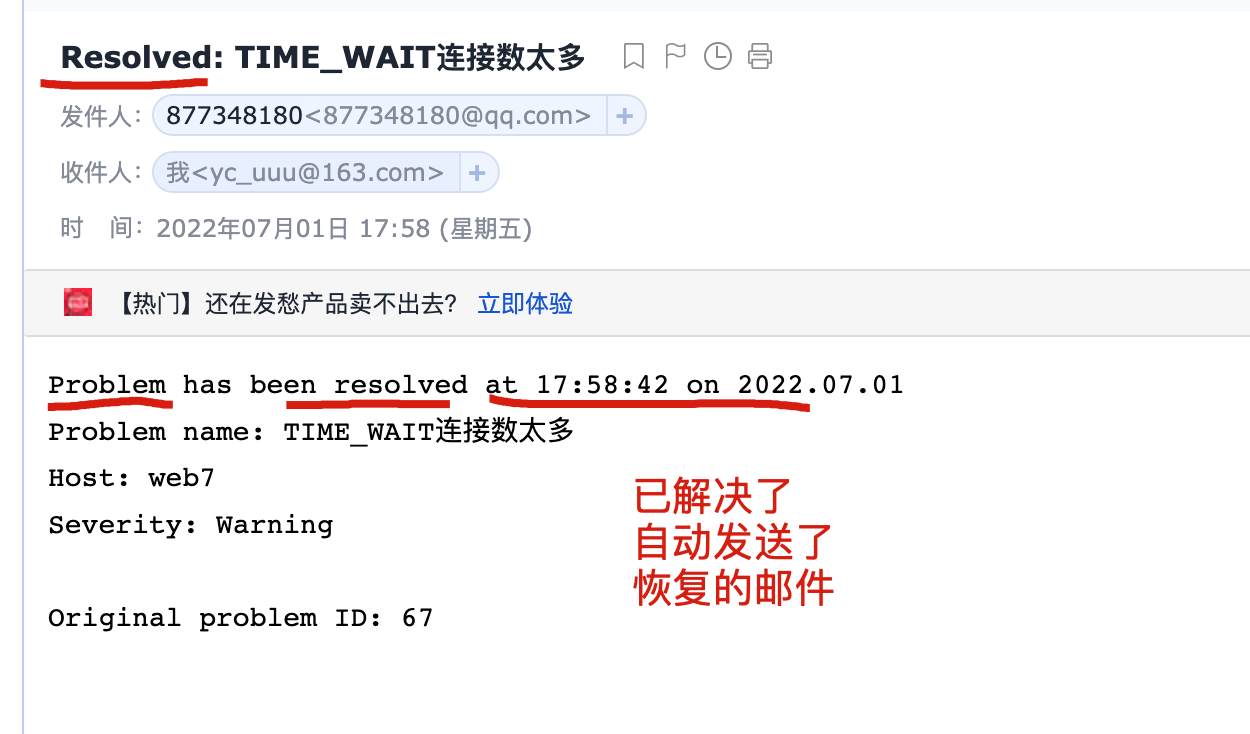 Resolved: TIME_WAIT连接数太多
发件人: 877348180<877348180@qq.com> +
收件人: 我<yc_uuu@163.com> +
时 间: 2022年07月01日 17:58 (星期五)
【热门】还在发愁产品卖不出去? 立即体验
Problem has been resolved at 17:58:42 on 2022.07.01
Problem name: TIME_WAIT连接数太多
Host: web7
Severity: Warning
已解决了
自动发送了
恢复的邮件
Original problem ID: 67